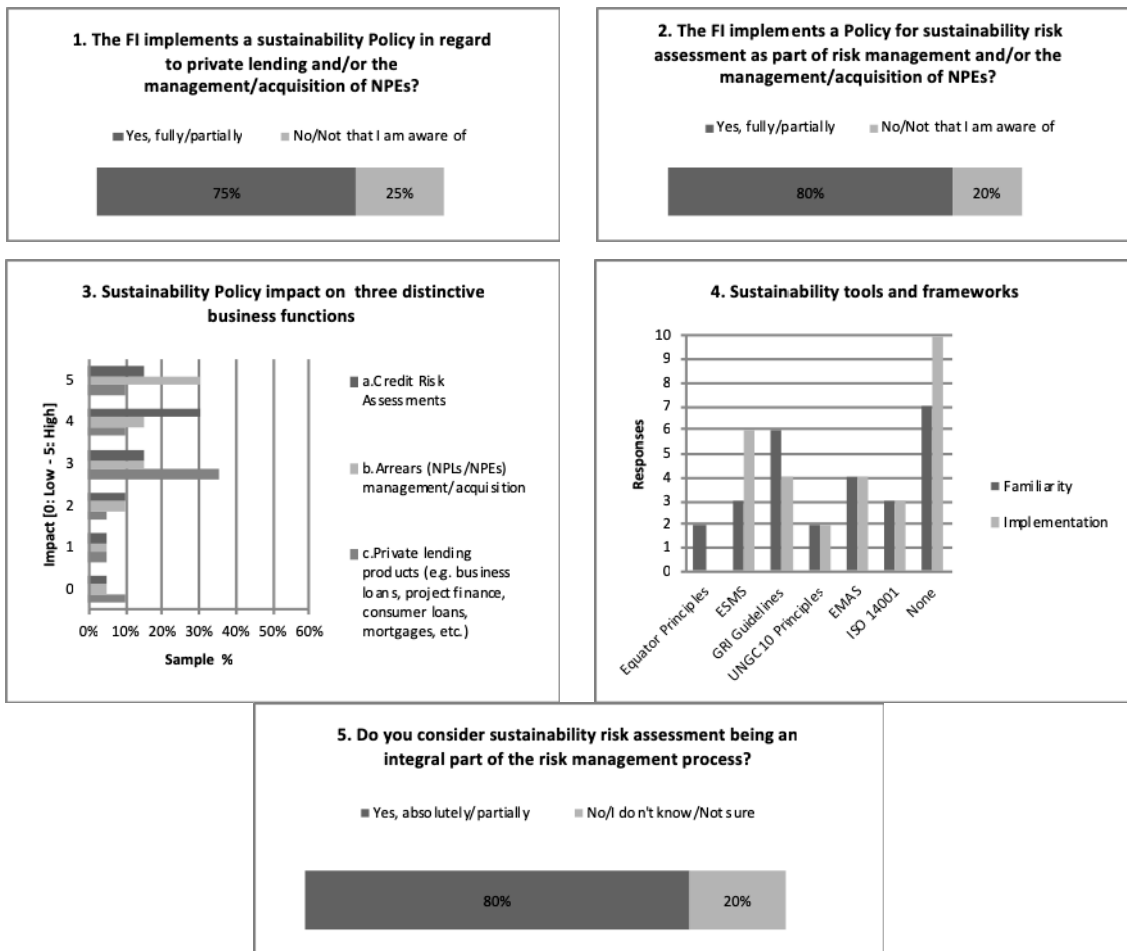 1. The FI implements a sustainability Policy in regard
to private lending and/or the
management/acquisition of NPEs?
Yes, fully/partially
No/Not that I am aware of
75%
25%
2. The FI implements a Policy for sustainability risk
assessment as part of risk management and/or the
management/acquisition of NPEs?
Yes, fully/partially
No/Not that I am aware of
80%
20%
3. Sustainability Policy impact on three distinctive
business functions
Impact [0: Low - 5: High]
5
4
3
2
1
0
0% 10% 20% 30% 40% 50% 60%
Sample %
a.Credit Risk
Assessments
b.Arrears (NPLs/NPEs)
management/acquisition
c.Private lending
products (e.g. business
loans, project finance,
consumer loans,
mortgages, etc.)
4. Sustainability tools and frameworks
Responses
10
9
8
7
6
5
4
3
2
1
0
Equator Principles
ESMS
GRI Guidelines
UNGC 10 Principles
EMAS
ISO 14001
None
Familiarity
Implementation
5. Do you consider sustainability risk assessment being an
integral part of the risk management process?
Yes, absolutely/partially
No/I don't know/Not sure
80%
20%